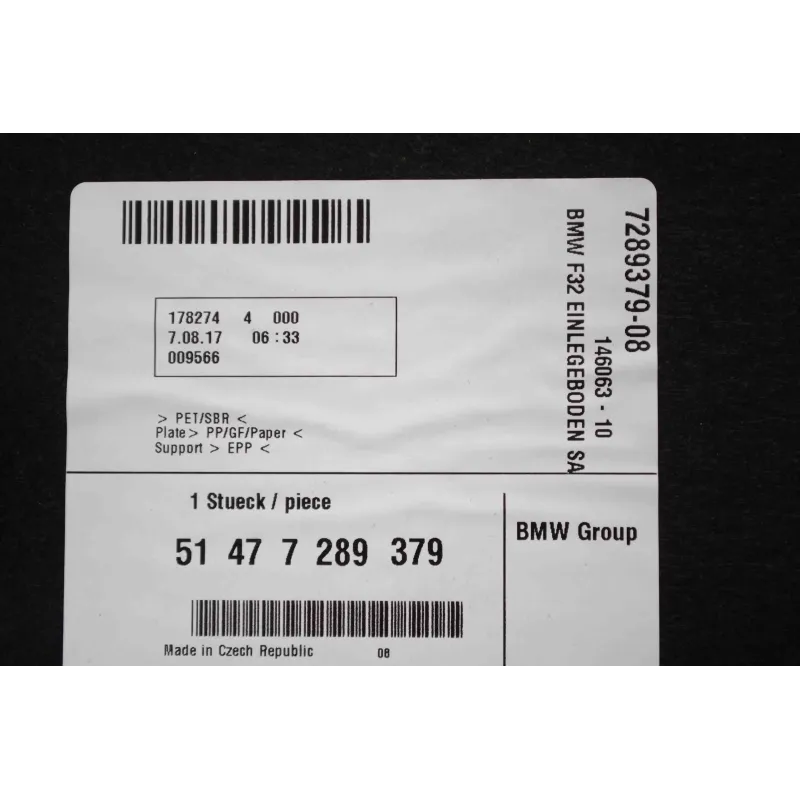 178274 4 000
7.08.17 06:33
009566
> PET/SBR <
Plate> PP/GF/Paper <
Support > EPP <
7289379-08
146063 - 10
BMW F32 EINLEGEBODEN SA
1 Stueck / piece
51 47 7 289 379
BMW Group
Made in Czech Republic 08